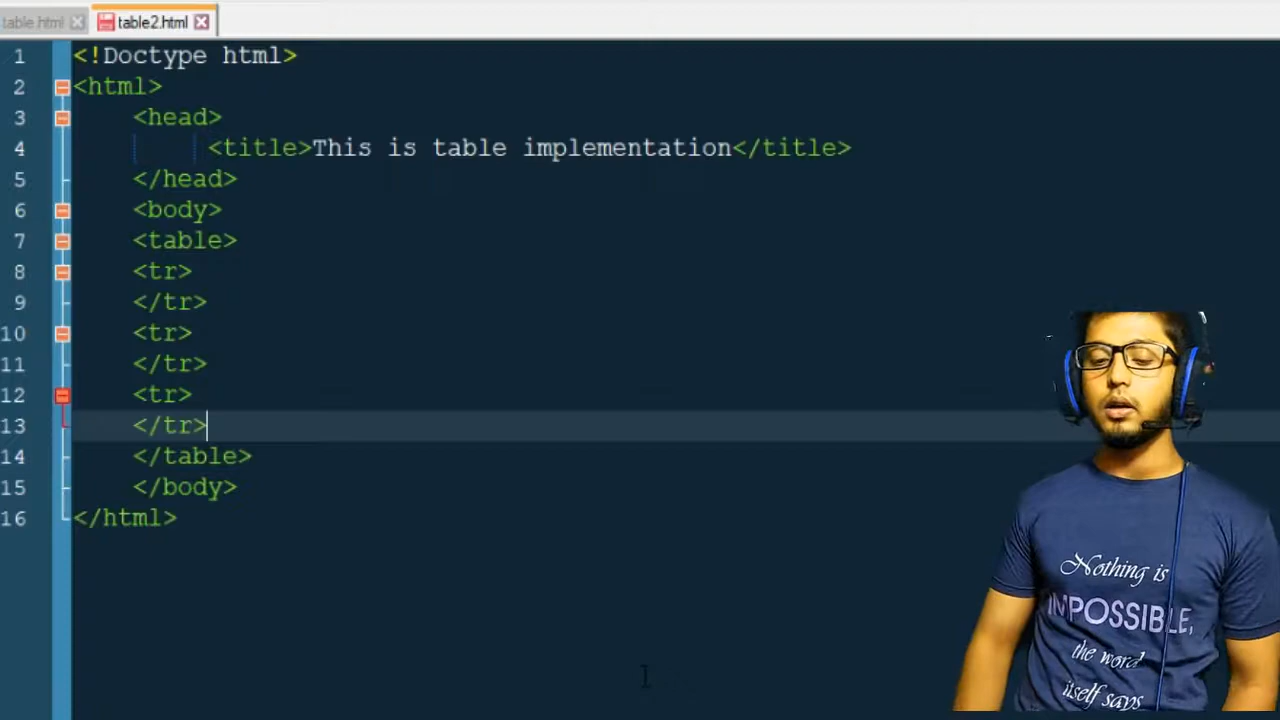 table.html
table2.html
1 <!Doctype html>
2 <html>
3 <head>
4 <title>This is table implementation</title>
5 </head>
6 <body>
7 <table>
8 <tr>
9 </tr>
10 <tr>
11 </tr>
12 <tr>
13 </tr>
14 </table>
15 </body>
16 </html>
Nothing is
IMPOSSIBLE,
the word
itself says